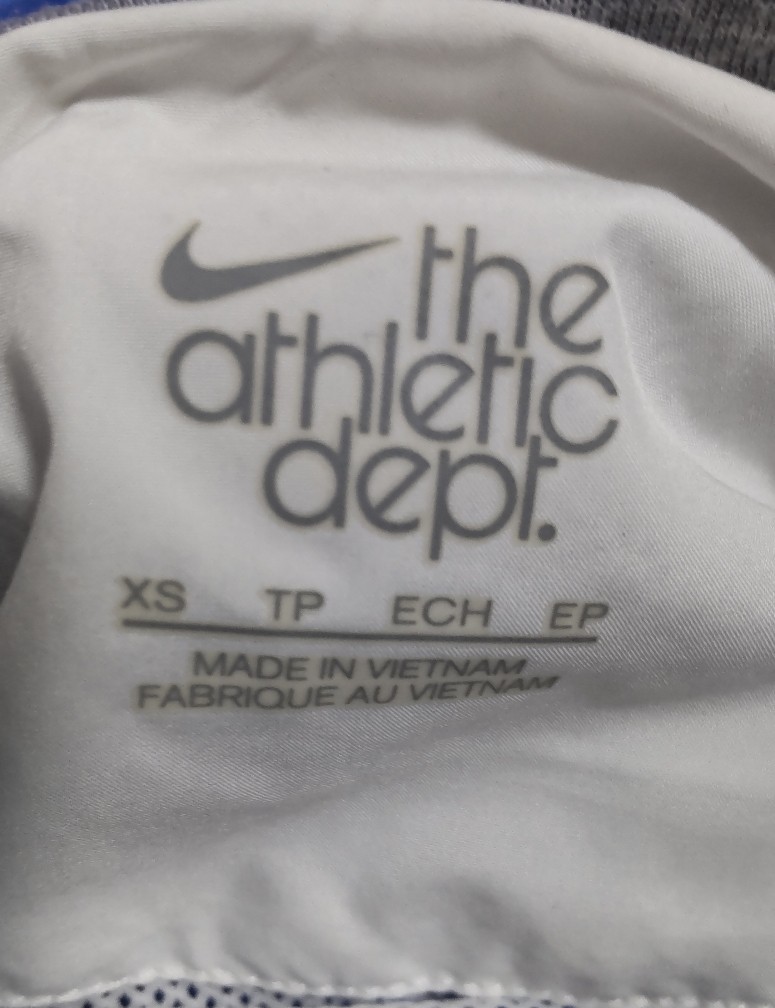 the
athletic
dept.
XS TP ECH EP
MADE IN VIETNAM
FABRIQUE AU VIETNAM